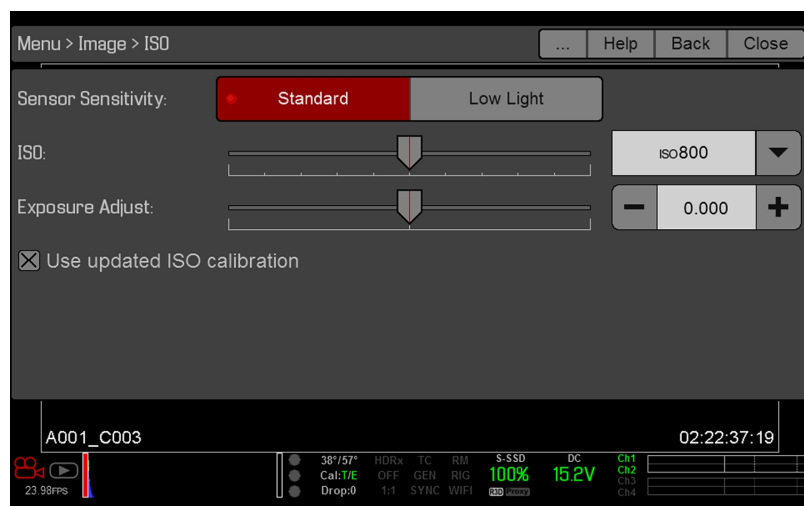 Menu > Image > ISO
... Help Back Close
Sensor Sensitivity: Standard Low Light
ISO: ISO800
Exposure Adjust: − 0.000 +
Use updated ISO calibration
A001_C003 02:22:37:19
38°/57° HDRx TC RM S-SSD DC Ch1
Cal:T/E OFF GEN RIG 100% 15.2V Ch2
Drop:0 1:1 SYNC WIFI R3D Proxy Ch3
23.98FPS Ch4